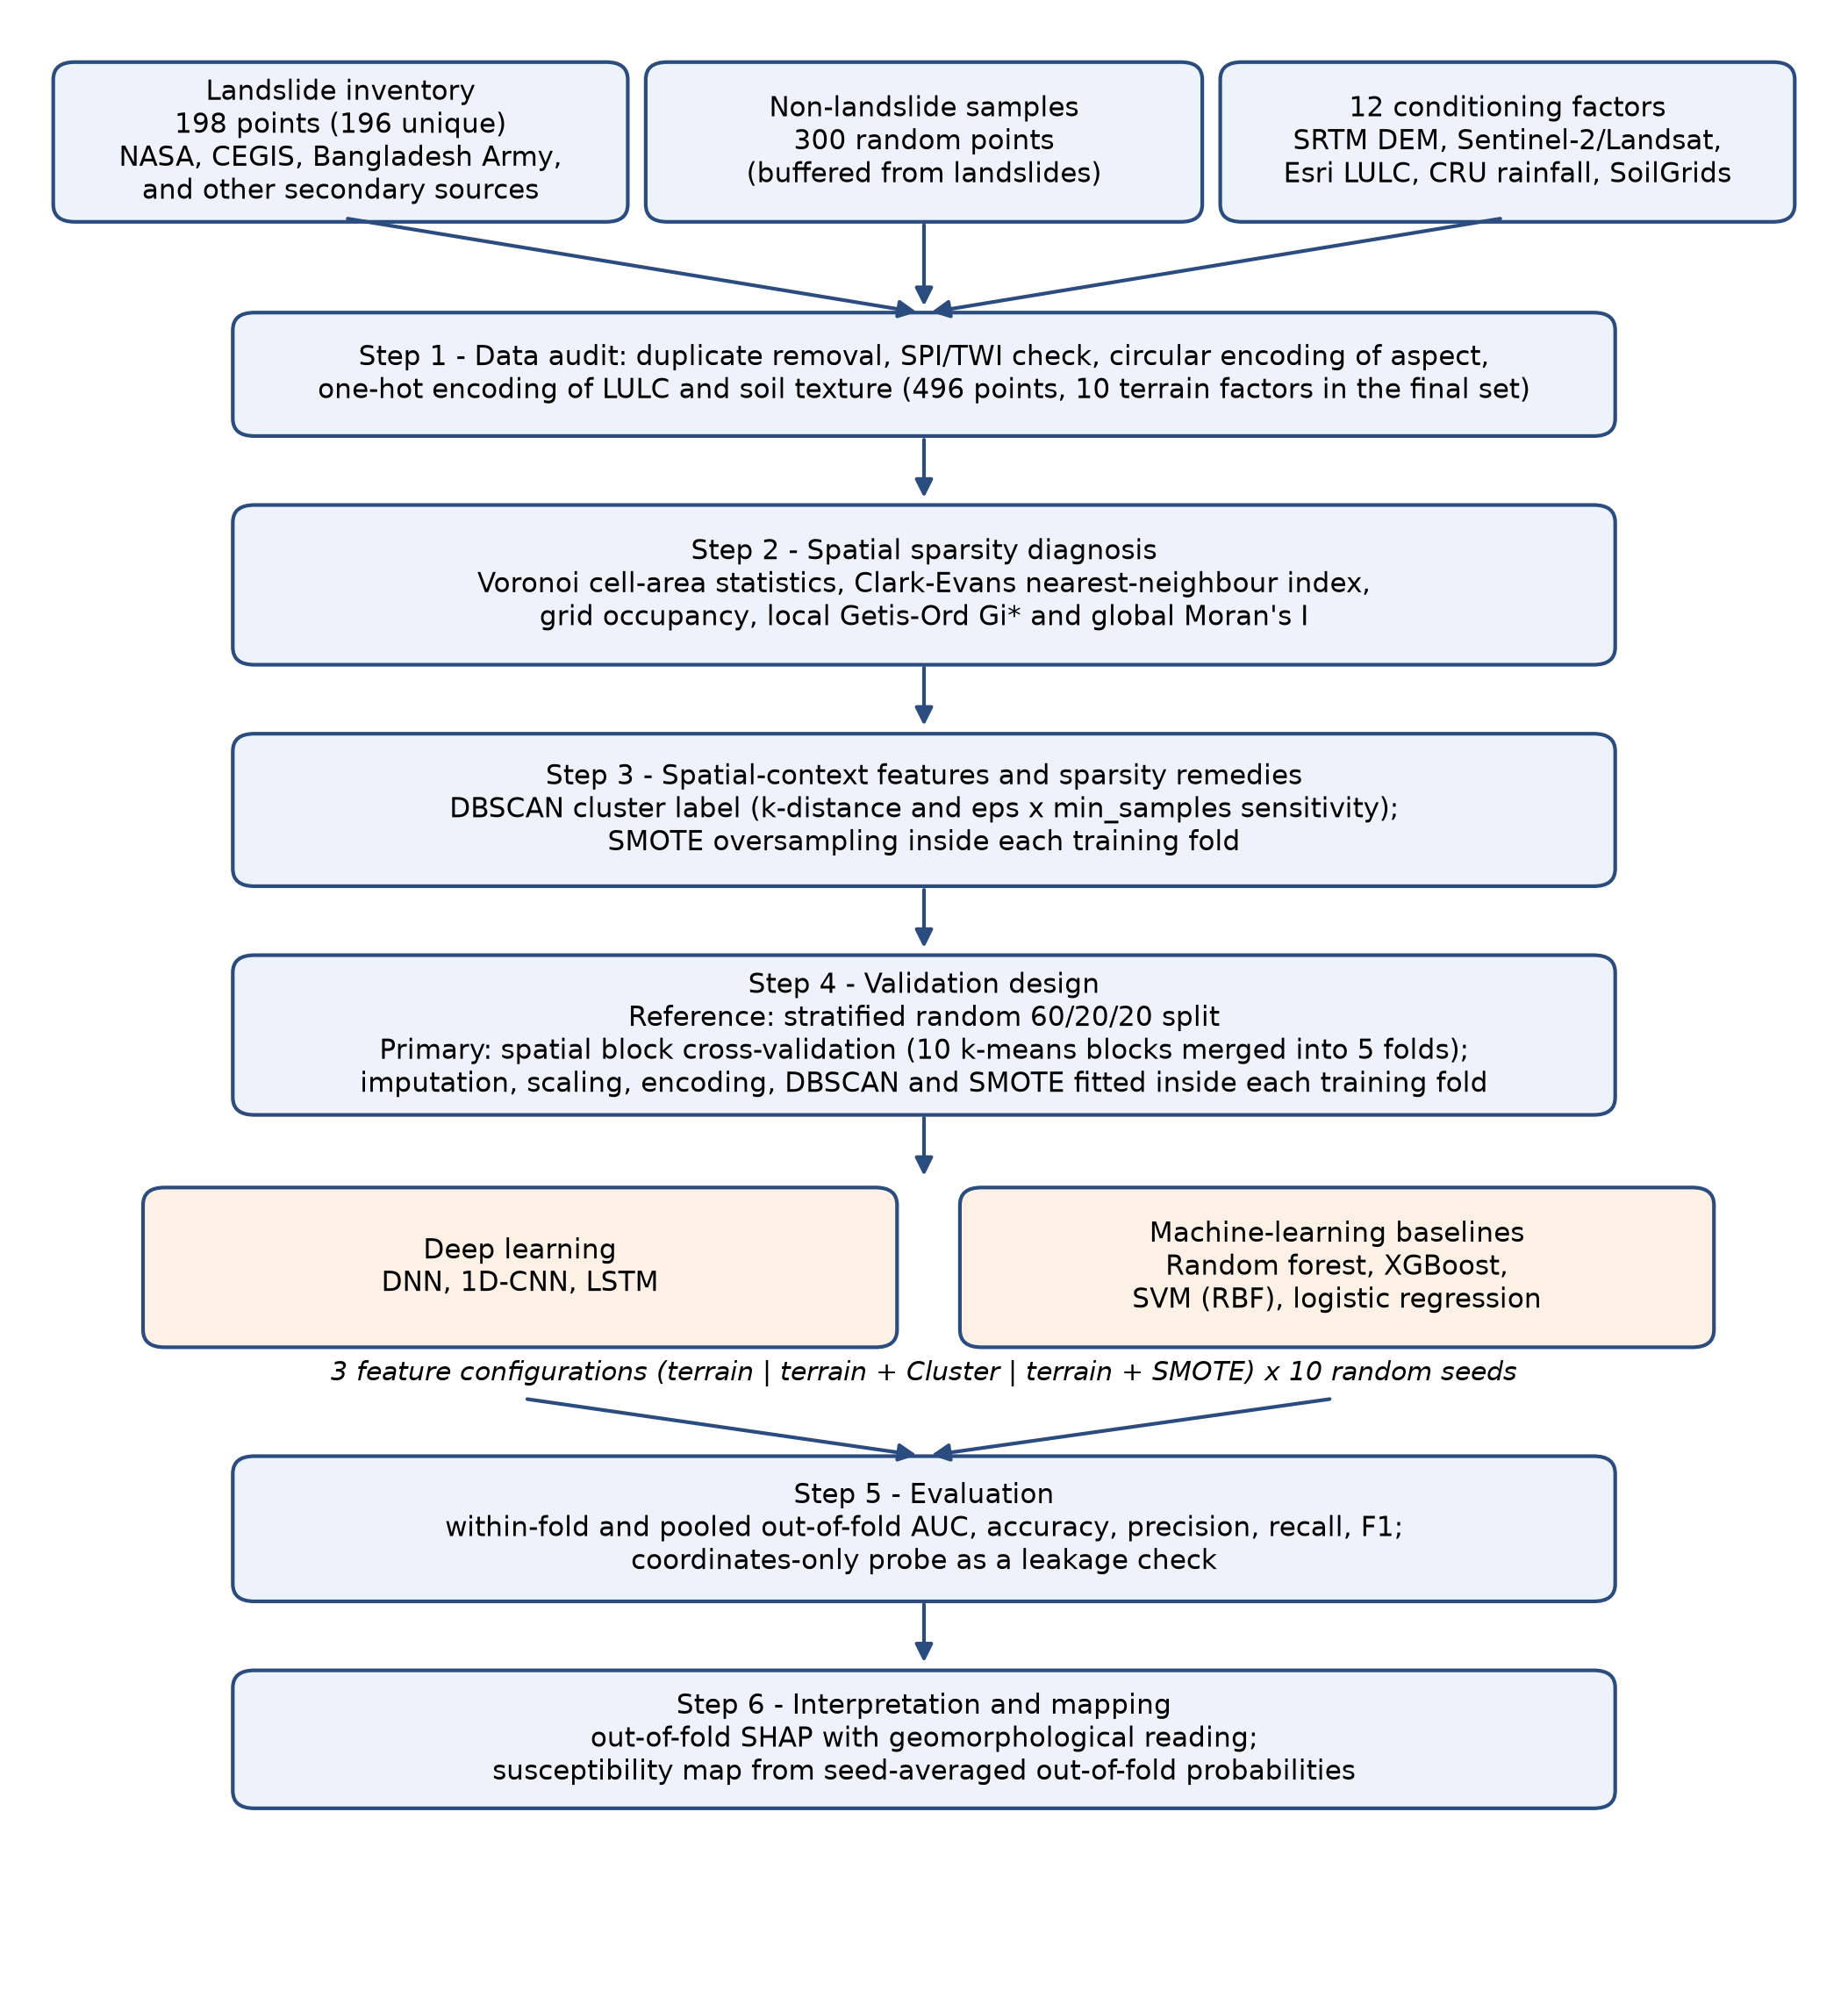 Landslide inventory
198 points (196 unique)
NASA, CEGIS, Bangladesh Army,
and other secondary sources
Non-landslide samples
300 random points
(buffered from landslides)
12 conditioning factors
SRTM DEM, Sentinel-2/Landsat,
Esri LULC, CRU rainfall, SoilGrids
Step 1 - Data audit: duplicate removal, SPI/TWI check, circular encoding of aspect,
one-hot encoding of LULC and soil texture (496 points, 10 terrain factors in the final set)
Step 2 - Spatial sparsity diagnosis
Voronoi cell-area statistics, Clark-Evans nearest-neighbour index,
grid occupancy, local Getis-Ord Gi* and global Moran's I
Step 3 - Spatial-context features and sparsity remedies
DBSCAN cluster label (k-distance and eps x min_samples sensitivity);
SMOTE oversampling inside each training fold
Step 4 - Validation design
Reference: stratified random 60/20/20 split
Primary: spatial block cross-validation (10 k-means blocks merged into 5 folds);
imputation, scaling, encoding, DBSCAN and SMOTE fitted inside each training fold
Deep learning
DNN, 1D-CNN, LSTM
Machine-learning baselines
Random forest, XGBoost,
SVM (RBF), logistic regression
3 feature configurations (terrain | terrain + Cluster | terrain + SMOTE) x 10 random seeds
Step 5 - Evaluation
within-fold and pooled out-of-fold AUC, accuracy, precision, recall, F1;
coordinates-only probe as a leakage check
Step 6 - Interpretation and mapping
out-of-fold SHAP with geomorphological reading;
susceptibility map from seed-averaged out-of-fold probabilities